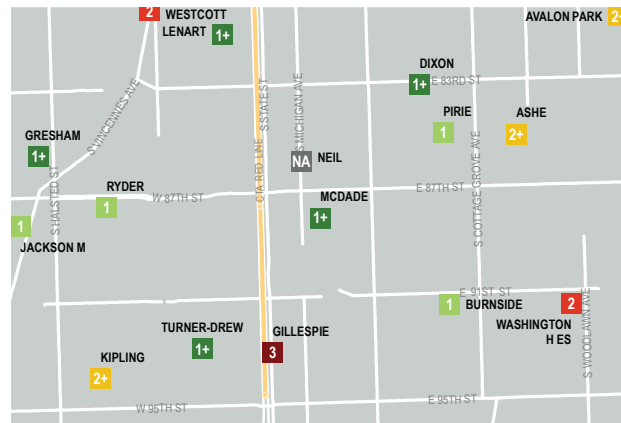 2
WESTCOTT
LENART 1+
AVALON PARK 2+
DIXON
1+
E 83RD ST
S VINCENNES AVE
S STATE ST
S MICHIGAN AVE
PIRIE
1
ASHE
2+
GRESHAM
1+
NA NEIL
CTA RED LINE
S COTTAGE GROVE AVE
S HALSTED ST
RYDER
1
W 87TH ST
E 87TH ST
MCDADE
1+
1
JACKSON M
E 91ST ST
1 BURNSIDE
2
WASHINGTON
H ES
S WOODLAWN AVE
TURNER-DREW
1+
GILLESPIE
3
KIPLING
2+
W 95TH ST
E 95TH ST